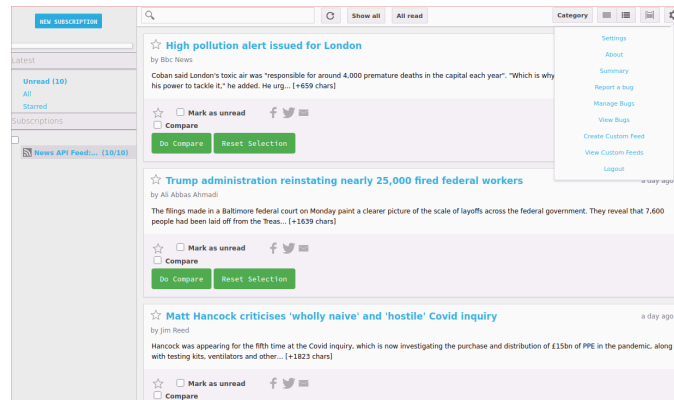 NEW SUBSCRIPTION
Show all
All read
Category
Latest
Unread (10)
All
Starred
Subscriptions
News API Feed:... (10/10)
Settings
About
Summary
Report a bug
Manage Bugs
View Bugs
Create Custom Feed
View Custom Feeds
Logout
High pollution alert issued for London
by Bbc News
Coban said London's toxic air was "responsible for around 4,000 premature deaths in the capital each year". "Which is why
his power to tackle it," he added. He urg... [+659 chars]
Mark as unread
Compare
Do Compare
Reset Selection
Trump administration reinstating nearly 25,000 fired federal workers
a day ago
by Ali Abbas Ahmadi
The filings made in a Baltimore federal court on Monday paint a clearer picture of the scale of layoffs across the federal government. They reveal that 7,600
people had been laid off from the Treas... [+1639 chars]
Mark as unread
Compare
Do Compare
Reset Selection
Matt Hancock criticises 'wholly naive' and 'hostile' Covid inquiry
a day ago
by Jim Reed
Hancock was appearing for the fifth time at the Covid inquiry, which is now investigating the purchase and distribution of £15bn of PPE in the pandemic, along
with testing kits, ventilators and other... [+1823 chars]
Mark as unread
Compare